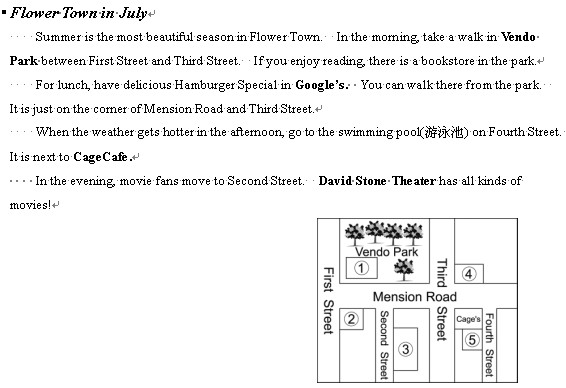 Flower Town in July
Summer is the most beautiful season in Flower Town. In the morning, take a walk in Vendo
Park between First Street and Third Street. If you enjoy reading, there is a bookstore in the park.
For lunch, have delicious Hamburger Special in Google's. You can walk there from the park.
It is just on the corner of Mension Road and Third Street.
When the weather gets hotter in the afternoon, go to the swimming pool(游泳池) on Fourth Street.
It is next to Cage Cafe.
In the evening, movie fans move to Second Street. David Stone Theater has all kinds of
movies!
Vendo Park
①
④
First Street
Third Street
Mension Road
②
Second Street
③
Cage's
⑤
Fourth Street